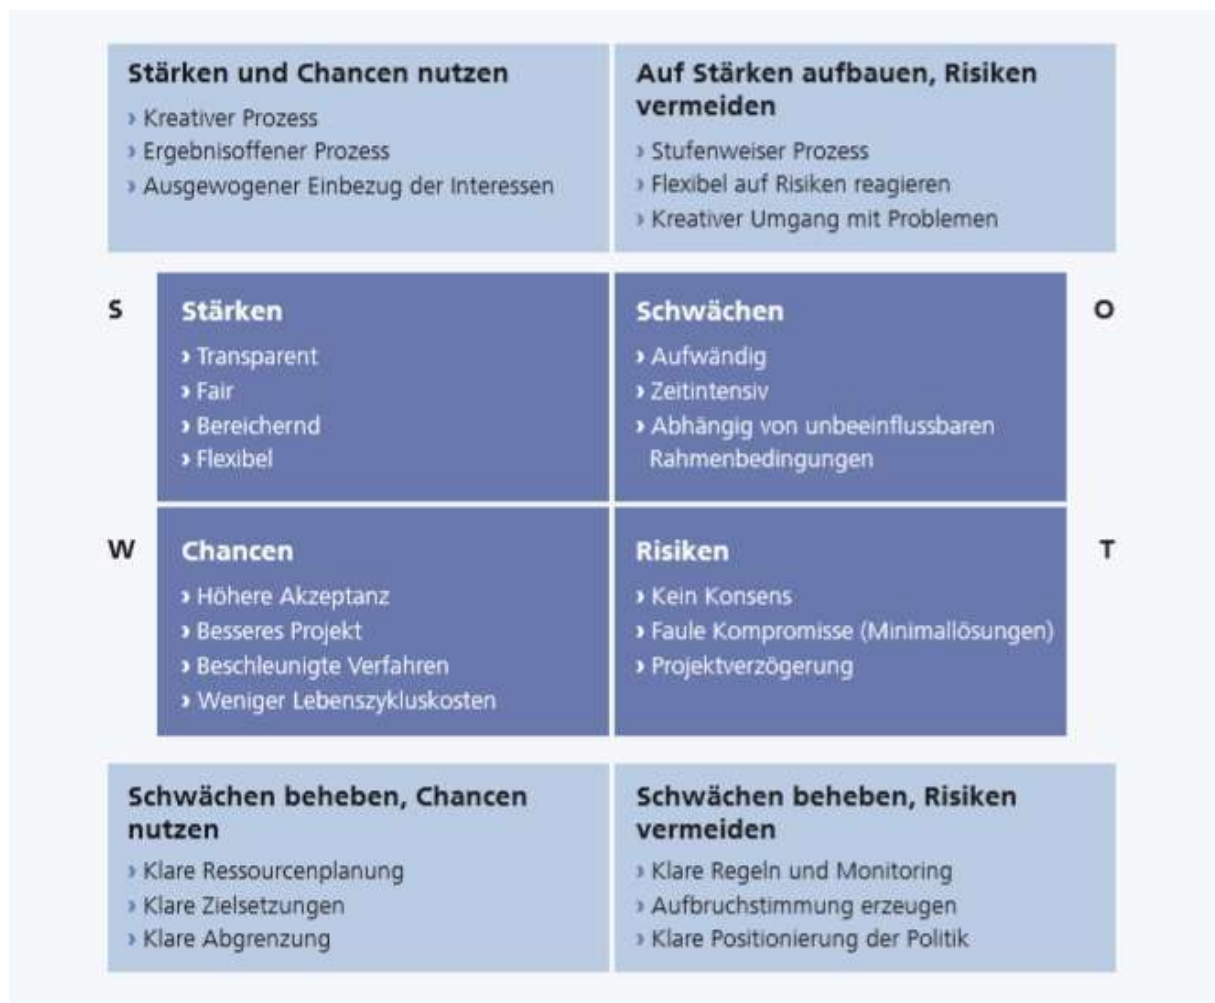 Stärken und Chancen nutzen
› Kreativer Prozess
› Ergebnisoffener Prozess
› Ausgewogener Einbezug der Interessen
Auf Stärken aufbauen, Risiken
vermeiden
› Stufenweiser Prozess
› Flexibel auf Risiken reagieren
› Kreativer Umgang mit Problemen
S
Stärken
› Transparent
› Fair
› Bereichernd
› Flexibel
Schwächen
› Aufwändig
› Zeitintensiv
› Abhängig von unbeeinflussbaren
Rahmenbedingungen
O
W
Chancen
› Höhere Akzeptanz
› Besseres Projekt
› Beschleunigte Verfahren
› Weniger Lebenszykluskosten
Risiken
› Kein Konsens
› Faule Kompromisse (Minimallösungen)
› Projektverzögerung
T
Schwächen beheben, Chancen
nutzen
› Klare Ressourcenplanung
› Klare Zielsetzungen
› Klare Abgrenzung
Schwächen beheben, Risiken
vermeiden
› Klare Regeln und Monitoring
› Aufbruchstimmung erzeugen
› Klare Positionierung der Politik